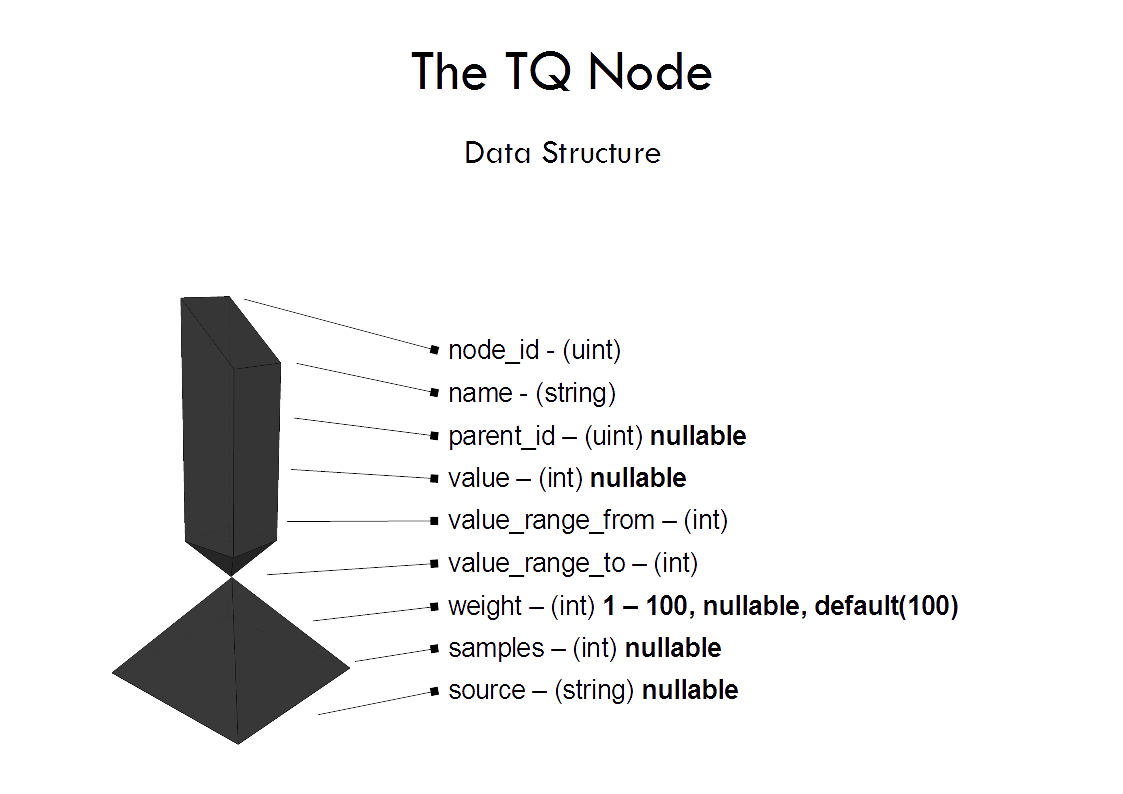 The TQ Node
Data Structure
node_id - (uint)
name - (string)
parent_id – (uint) nullable
value – (int) nullable
value_range_from – (int)
value_range_to – (int)
weight – (int) 1 – 100, nullable, default(100)
samples – (int) nullable
source – (string) nullable